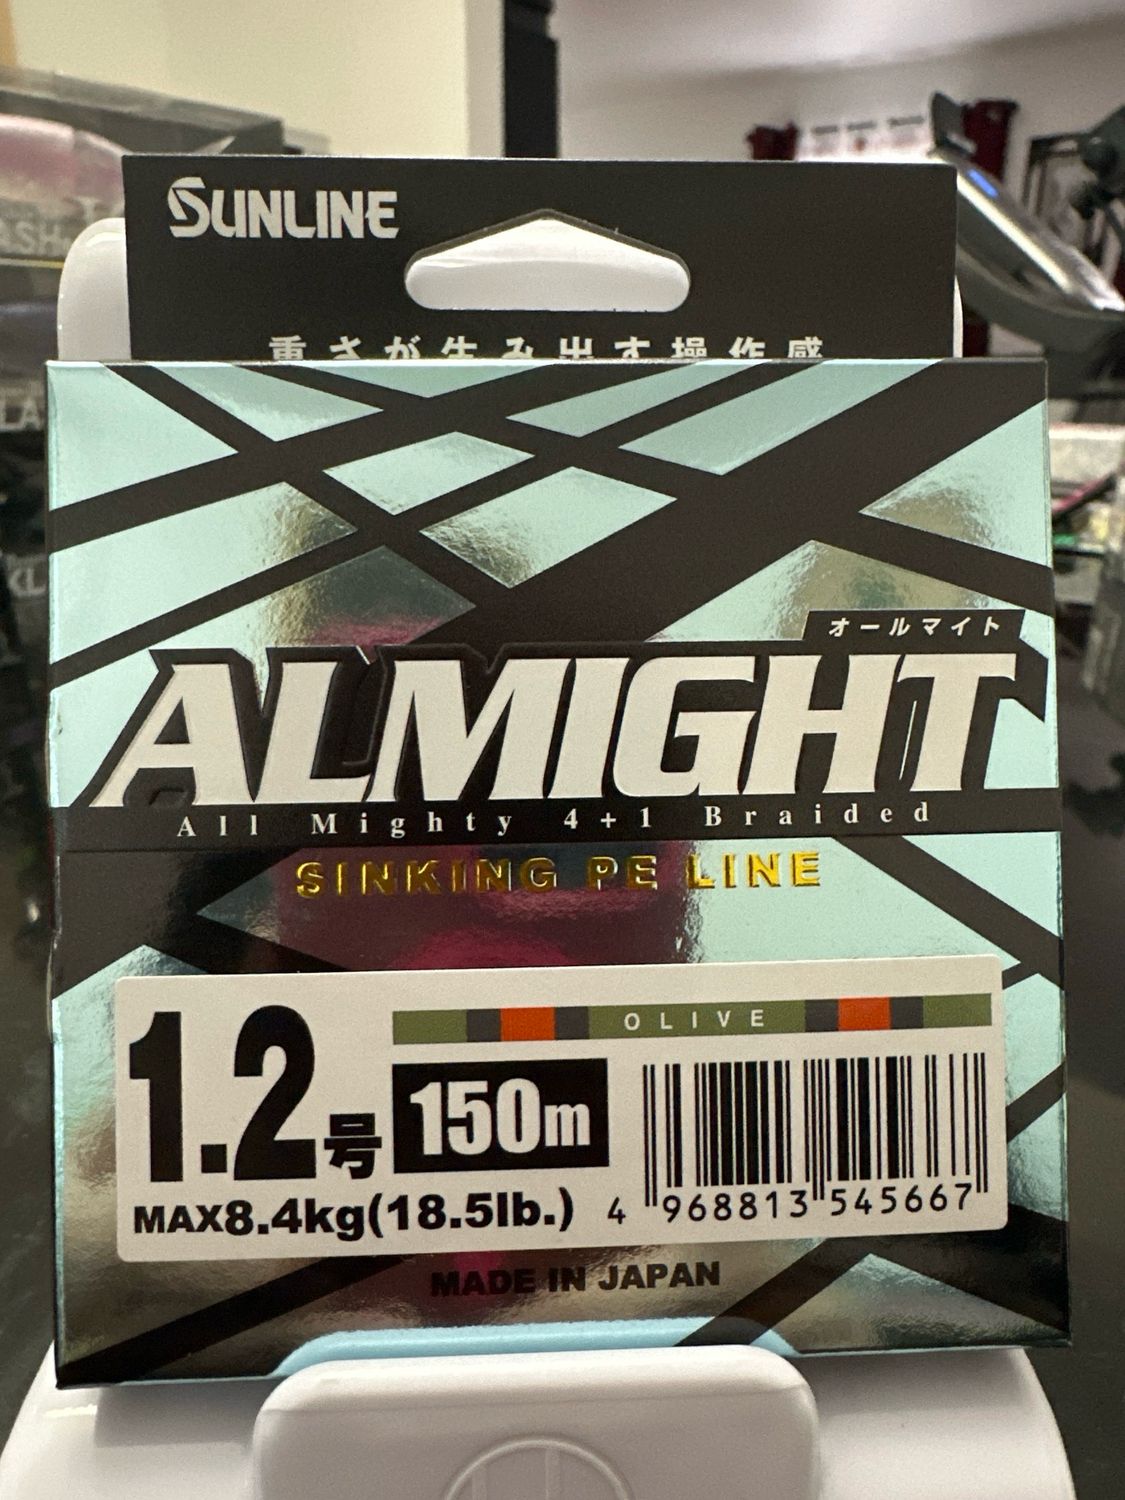 SUNLINE
重さが生み出す操作感
オールマイト
ALMIGHT
All Mighty 4+1 Braided
SINKING PE LINE
OLIVE
1.2号
150m
MAX8.4kg(18.5lb.)
4 968813 545667
MADE IN JAPAN